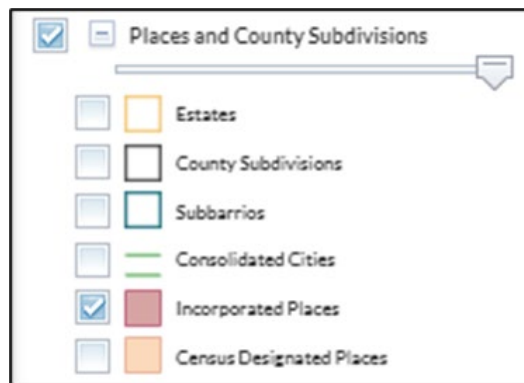 Places and County Subdivisions
Estates
County Subdivisions
Subbarrios
Consolidated Cities
Incorporated Places
Census Designated Places